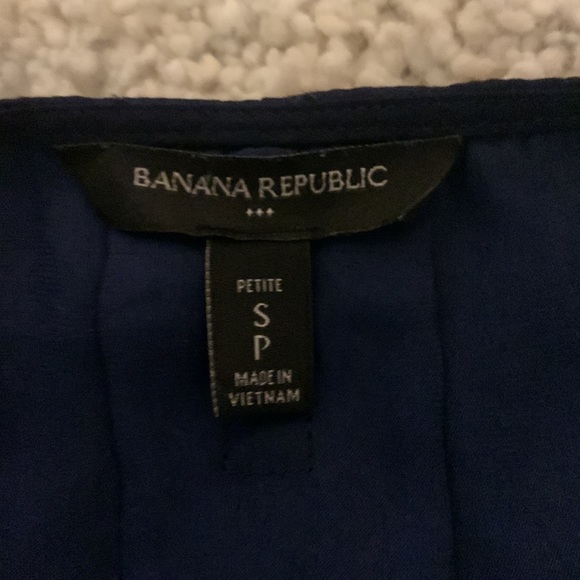 BANANA REPUBLIC
PETITE
S
P
MADE IN
VIETNAM